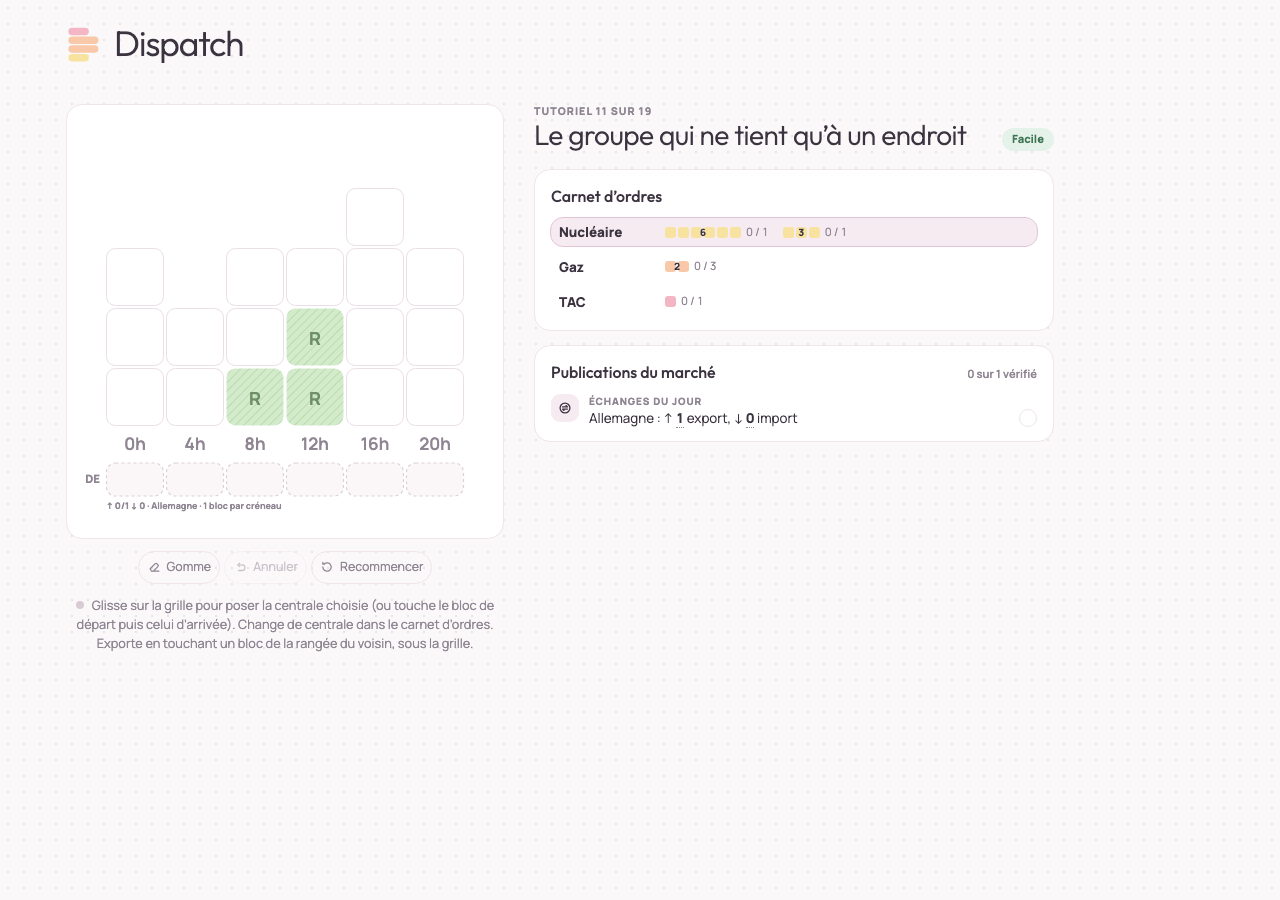 Dispatch
TUTORIEL 11 SUR 19
Le groupe qui ne tient qu’à un endroit
Facile
Carnet d’ordres
Nucléaire 6 0 / 1 3 0 / 1
Gaz 2 0 / 3
TAC 0 / 1
Publications du marché
0 sur 1 vérifié
ÉCHANGES DU JOUR
Allemagne : ↑ 1 export, ↓ 0 import
R
R R
0h 4h 8h 12h 16h 20h
DE
↑ 0/1 ↓ 0 · Allemagne · 1 bloc par créneau
Gomme Annuler Recommencer
Glisse sur la grille pour poser la centrale choisie (ou touche le bloc de
départ puis celui d’arrivée). Change de centrale dans le carnet d’ordres.
Exporte en touchant un bloc de la rangée du voisin, sous la grille.